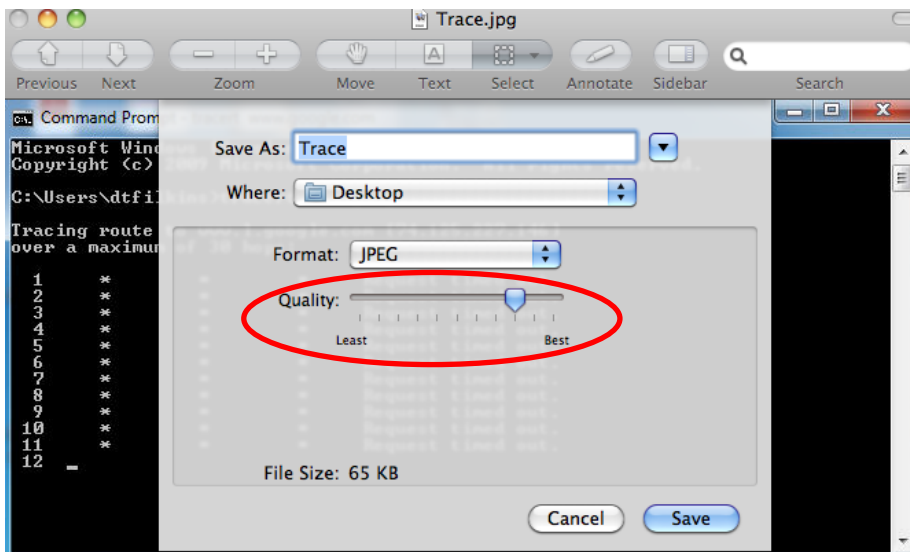 Trace.jpg
Previous Next Zoom Move Text Select Annotate Sidebar Search
Command Prom
Microsoft Wind
Copyright (c)
C:\Users\dtfil
Tracing route
over a maximum
1 *
2 *
3 *
4 *
5 *
6 *
7 *
8 *
9 *
10 *
11 *
12 _
Save As: Trace
Where: Desktop
Format: JPEG
Quality:
Least Best
File Size: 65 KB
Cancel Save